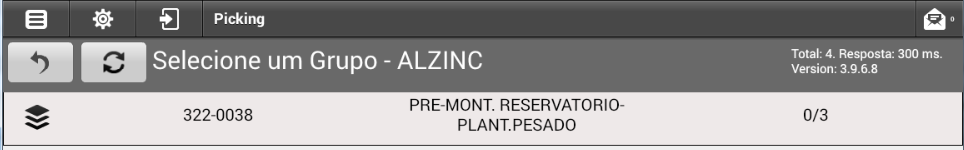 Picking
0
Selecione um Grupo - ALZINC
Total: 4. Resposta: 300 ms.
Version: 3.9.6.8
322-0038
PRE-MONT. RESERVATORIO-
PLANT.PESADO
0/3